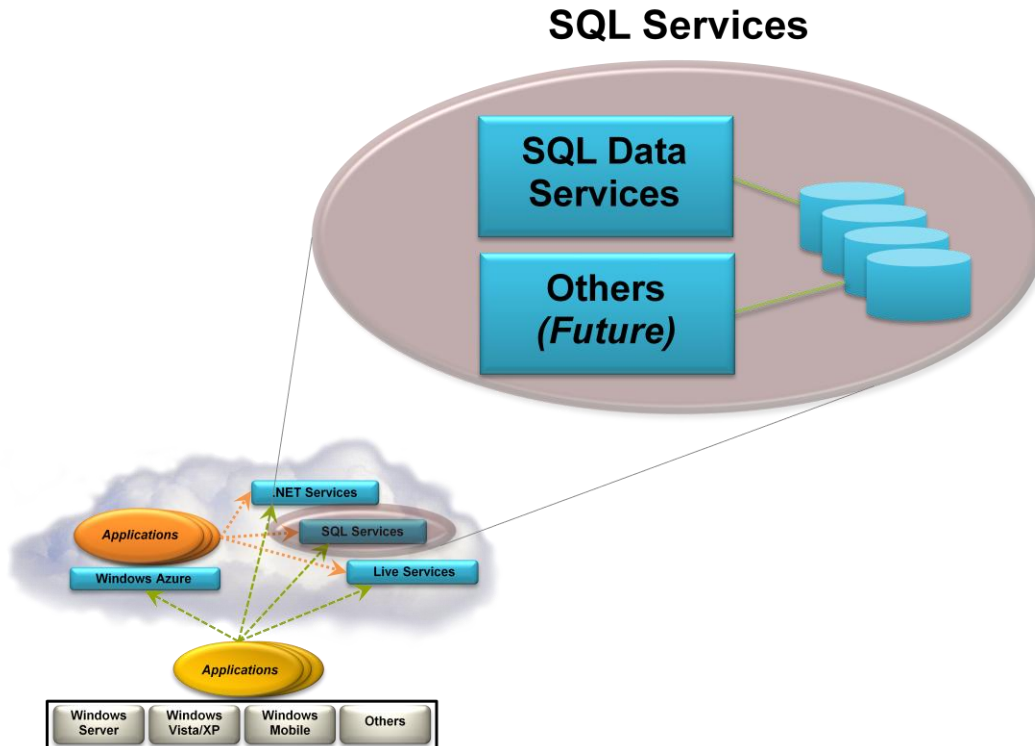 SQL Services
SQL Data
Services
Others
(Future)
.NET Services
SQL Services
Applications
Live Services
Windows Azure
Applications
Windows
Server
Windows
Vista/XP
Windows
Mobile
Others